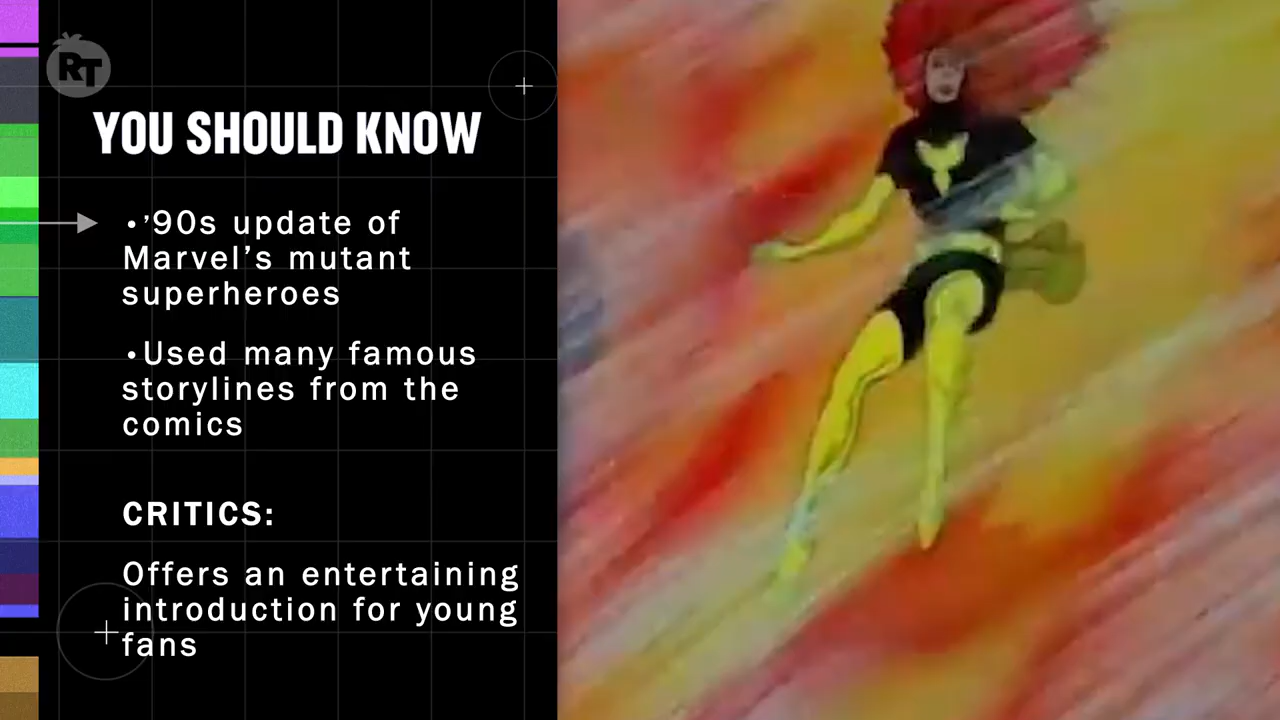 RT
YOU SHOULD KNOW
•’90s update of
Marvel’s mutant
superheroes
•Used many famous
storylines from the
comics
CRITICS:
Offers an entertaining
introduction for young
fans